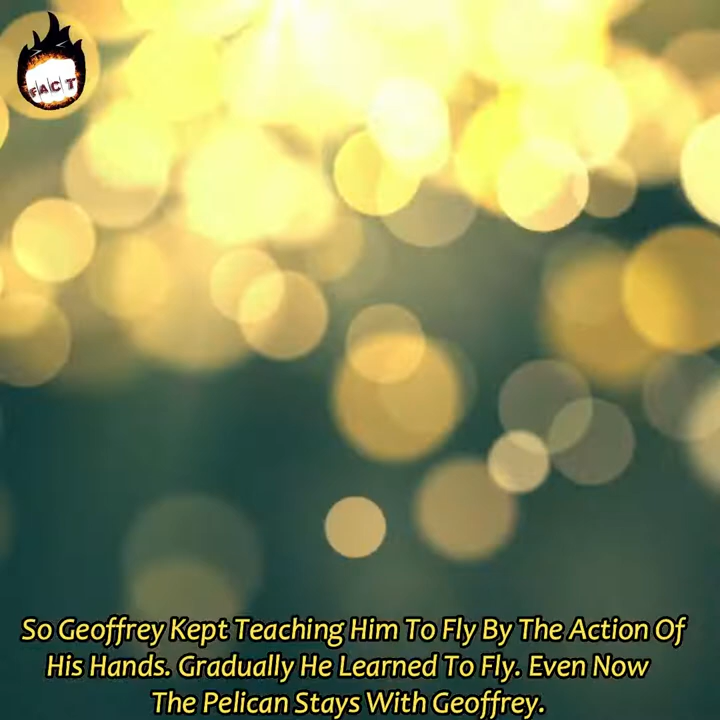 FACT
So Geoffrey Kept Teaching Him To Fly By The Action Of
His Hands. Gradually He Learned To Fly. Even Now
The Pelican Stays With Geoffrey.